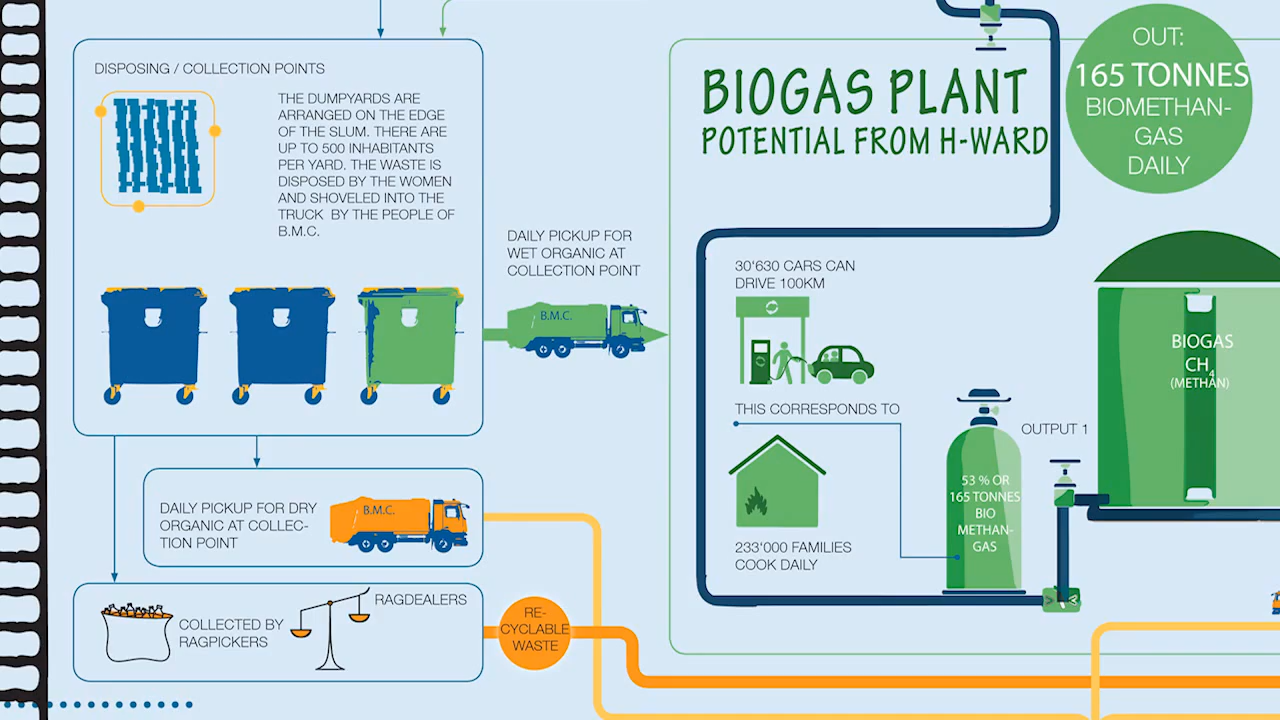 DISPOSING / COLLECTION POINTS
THE DUMPYARDS ARE
ARRANGED ON THE EDGE
OF THE SLUM. THERE ARE
UP TO 500 INHABITANTS
PER YARD. THE WASTE IS
DISPOSED BY THE WOMEN
AND SHOVELED INTO THE
TRUCK BY THE PEOPLE OF
B.M.C.
DAILY PICKUP FOR
WET ORGANIC AT
COLLECTION POINT
B.M.C.
DAILY PICKUP FOR DRY
ORGANIC AT COLLEC-
TION POINT
B.M.C.
COLLECTED BY
RAGPICKERS
RAGDEALERS
RE-
CYCLABLE
WASTE
BIOGAS PLANT
POTENTIAL FROM H-WARD
OUT:
165 TONNES
BIOMETHAN-
GAS
DAILY
30'630 CARS CAN
DRIVE 100KM
THIS CORRESPONDS TO
233'000 FAMILIES
COOK DAILY
53 % OR
165 TONNES
BIO
METHAN-
GAS
OUTPUT 1
BIOGAS
CH4
(METHAN)